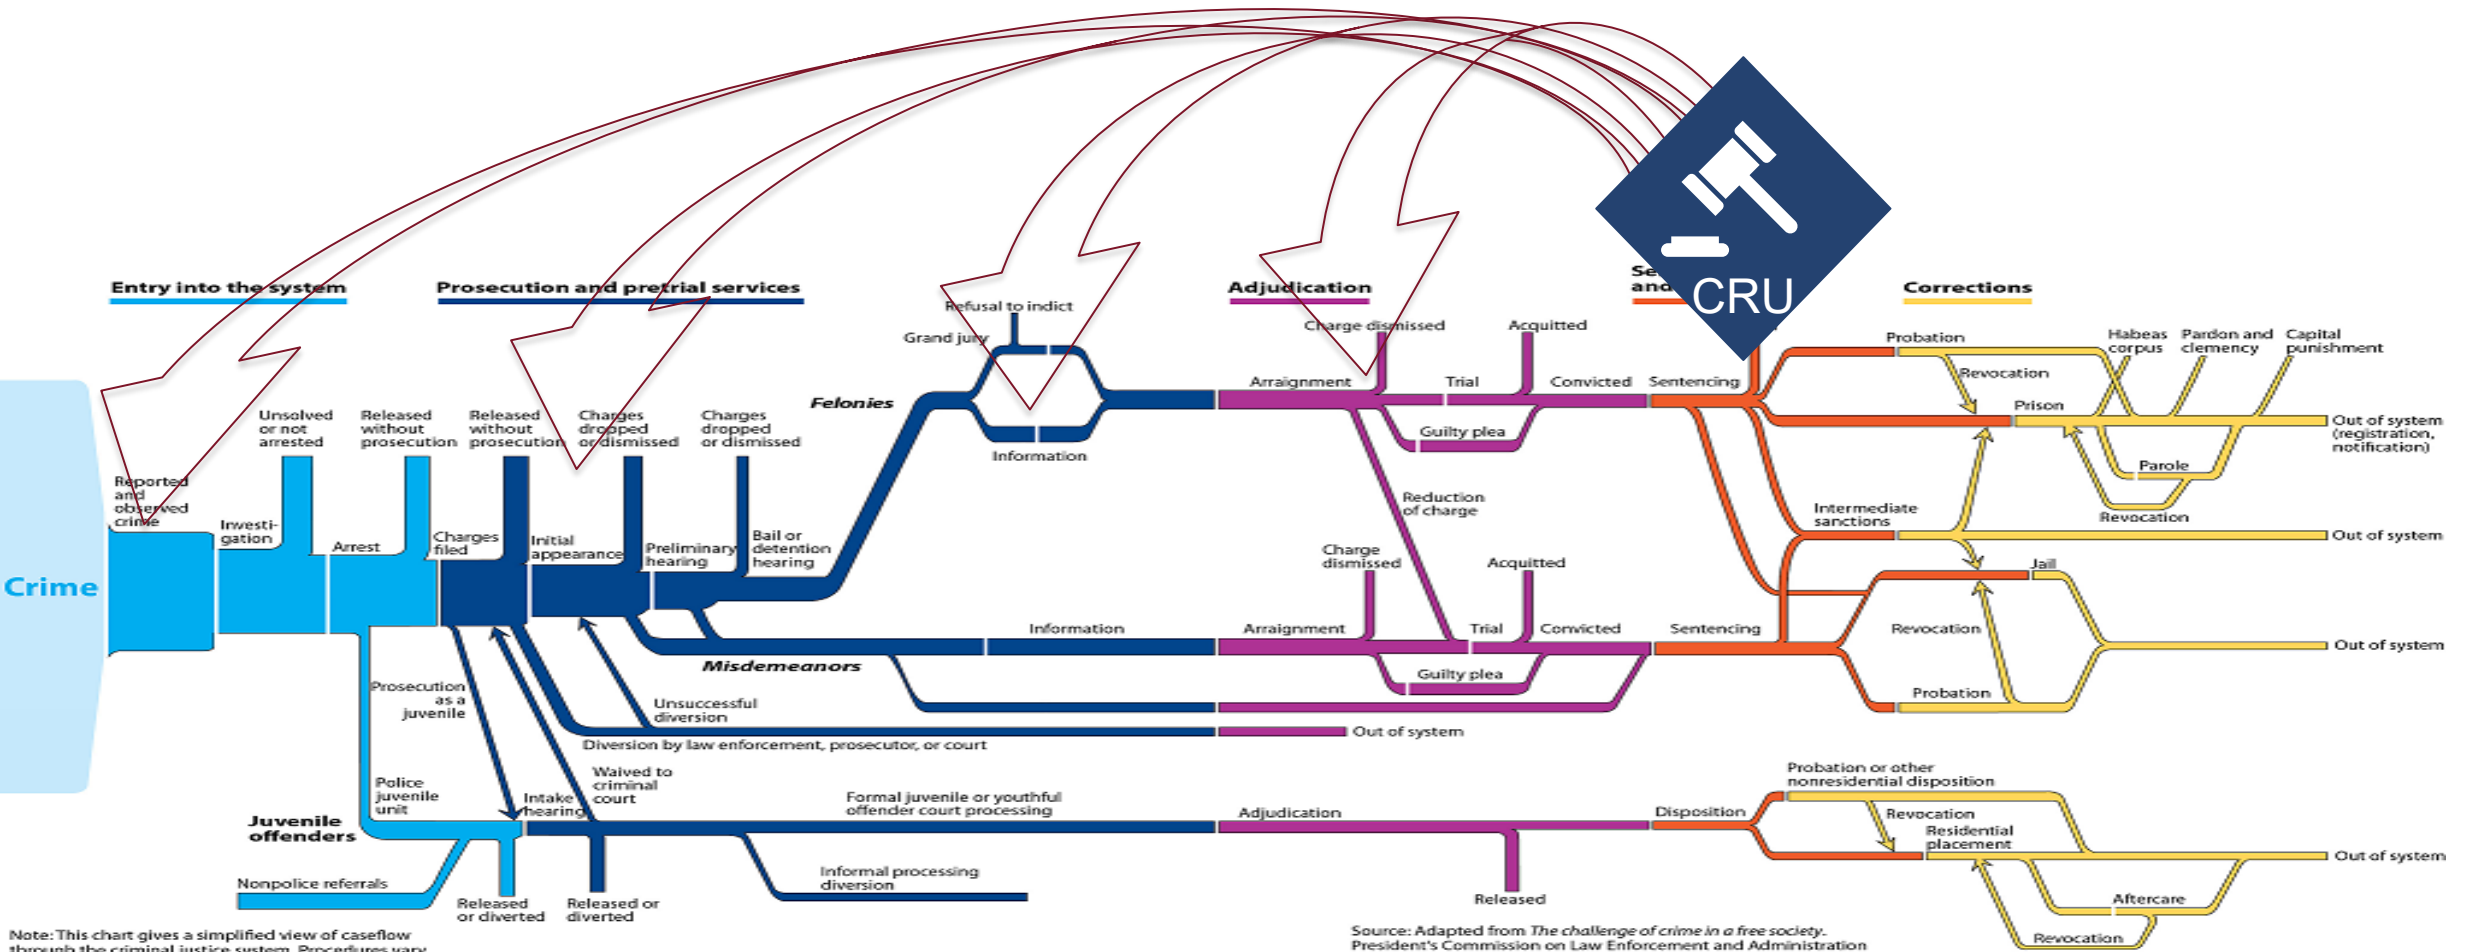 Entry into the system
Prosecution and pretrial services
Adjudication
Se
and
CRU
Corrections
Refusal to indict
Grand jury
Charge dismissed
Acquitted
Probation
Habeas
corpus
Pardon and
clemency
Capital
punishment
Revocation
Arraignment
Trial
Convicted
Sentencing
Felonies
Prison
Out of system
(registration,
notification)
Guilty plea
Information
Parole
Unsolved
or not
arrested
Released
without
prosecution
Released
without
prosecution
Charges
dropped
or dismissed
Charges
dropped
or dismissed
Reported
and
observed
crime
Investi-
gation
Arrest
Charges
filed
Initial
appearance
Preliminary
hearing
Bail or
detention
hearing
Reduction
of charge
Intermediate
sanctions
Revocation
Out of system
Crime
Charge
dismissed
Acquitted
Jail
Information
Arraignment
Trial
Convicted
Sentencing
Revocation
Out of system
Misdemeanors
Guilty plea
Probation
Prosecution
as a
juvenile
Unsuccessful
diversion
Out of system
Diversion by law enforcement, prosecutor, or court
Waived to
criminal
court
Police
juvenile
unit
Intake
hearing
Formal juvenile or youthful
offender court processing
Adjudication
Disposition
Probation or other
nonresidential disposition
Revocation
Residential
placement
Out of system
Juvenile
offenders
Nonpolice referrals
Released
or diverted
Released or
diverted
Informal processing
diversion
Released
Aftercare
Revocation
Note: This chart gives a simplified view of caseflow
through the criminal justice system. Procedures vary
Source: Adapted from The challenge of crime in a free society.
President's Commission on Law Enforcement and Administration